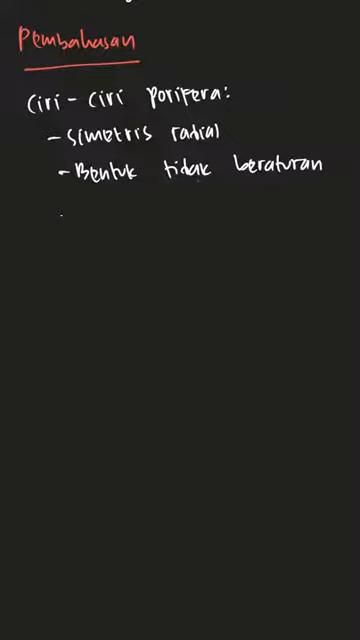 Pembahasan
Ciri - ciri porifera:
- Simetris radial
- Bentuk tidak beraturan